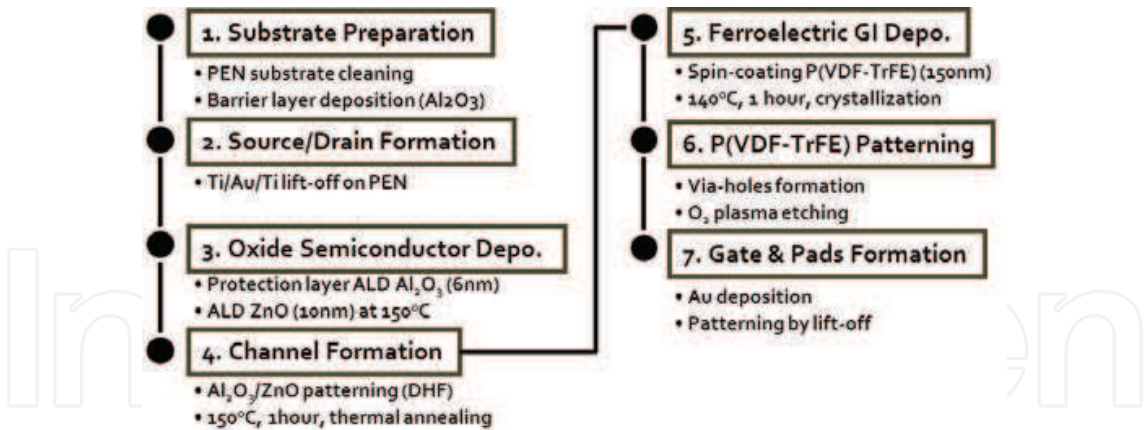 1. Substrate Preparation
• PEN substrate cleaning
• Barrier layer deposition (Al2O3)
2. Source/Drain Formation
• Ti/Au/Ti lift-off on PEN
3. Oxide Semiconductor Depo.
• Protection layer ALD Al₂O₃ (6nm)
• ALD ZnO (10nm) at 150°C
4. Channel Formation
• Al₂O₃/ZnO patterning (DHF)
• 150°C, 1hour, thermal annealing
5. Ferroelectric GI Depo.
• Spin-coating P(VDF-TrFE) (150nm)
• 140°C, 1 hour, crystallization
6. P(VDF-TrFE) Patterning
• Via-holes formation
• O₂ plasma etching
7. Gate & Pads Formation
• Au deposition
• Patterning by lift-off